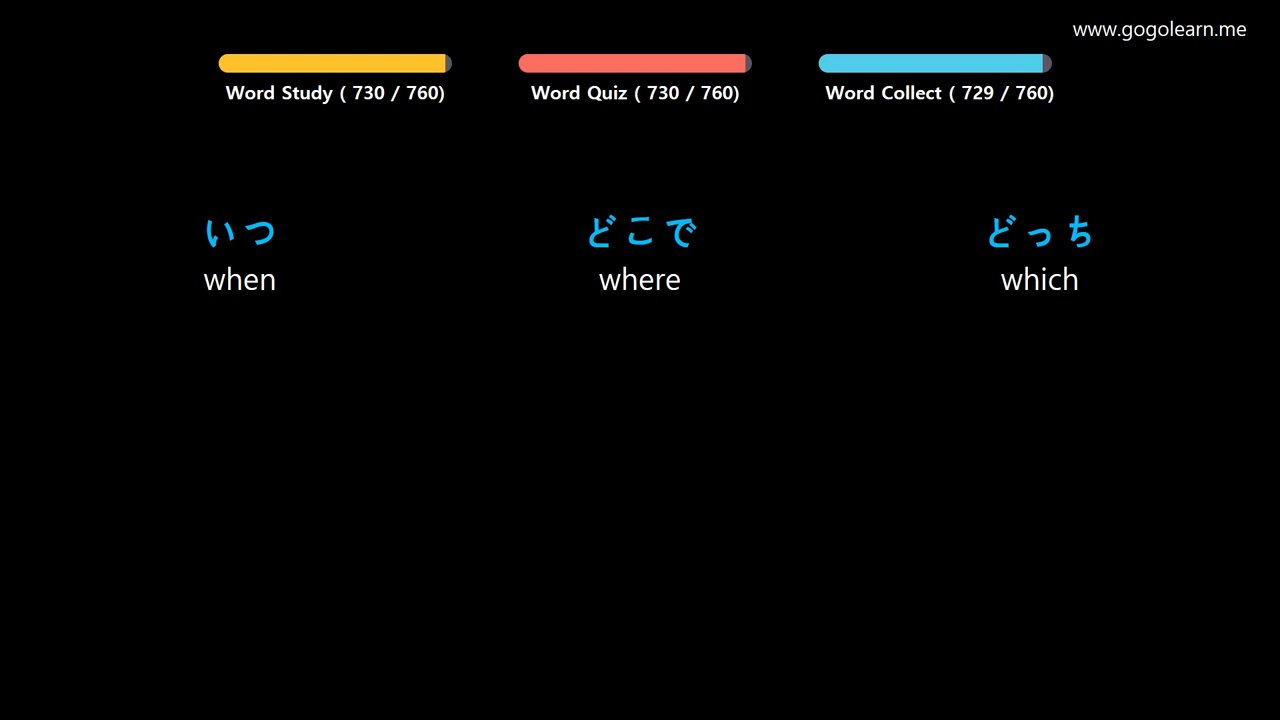 www.gogolearn.me
Word Study ( 730 / 760)
Word Quiz ( 730 / 760)
Word Collect ( 729 / 760)
いつ
when
どこで
where
どっち
which